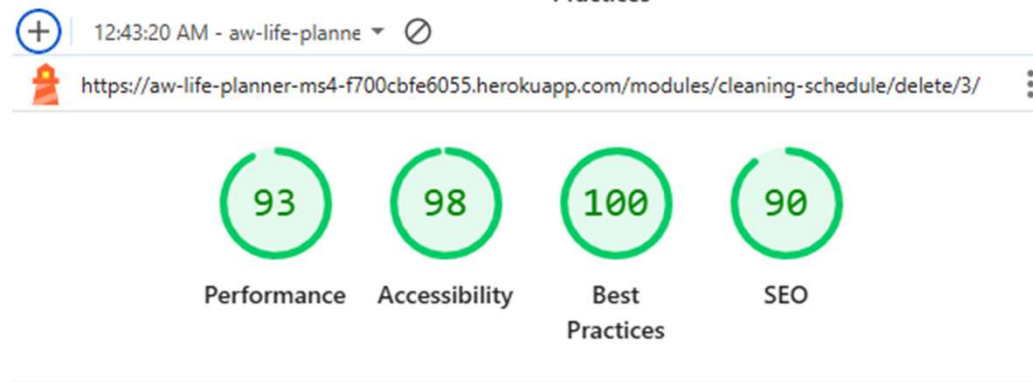 Practices
12:43:20 AM - aw-life-planne
https://aw-life-planner-ms4-f700cbfe6055.herokuapp.com/modules/cleaning-schedule/delete/3/
93 98 100 90
Performance Accessibility Best Practices SEO